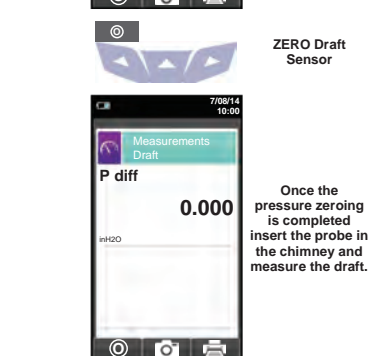 ZERO Draft
Sensor
7/08/14
10:00
Measurements
Draft
P diff
0.000
inH2O
Once the
pressure zeroing
is completed
insert the probe in
the chimney and
measure the draft.